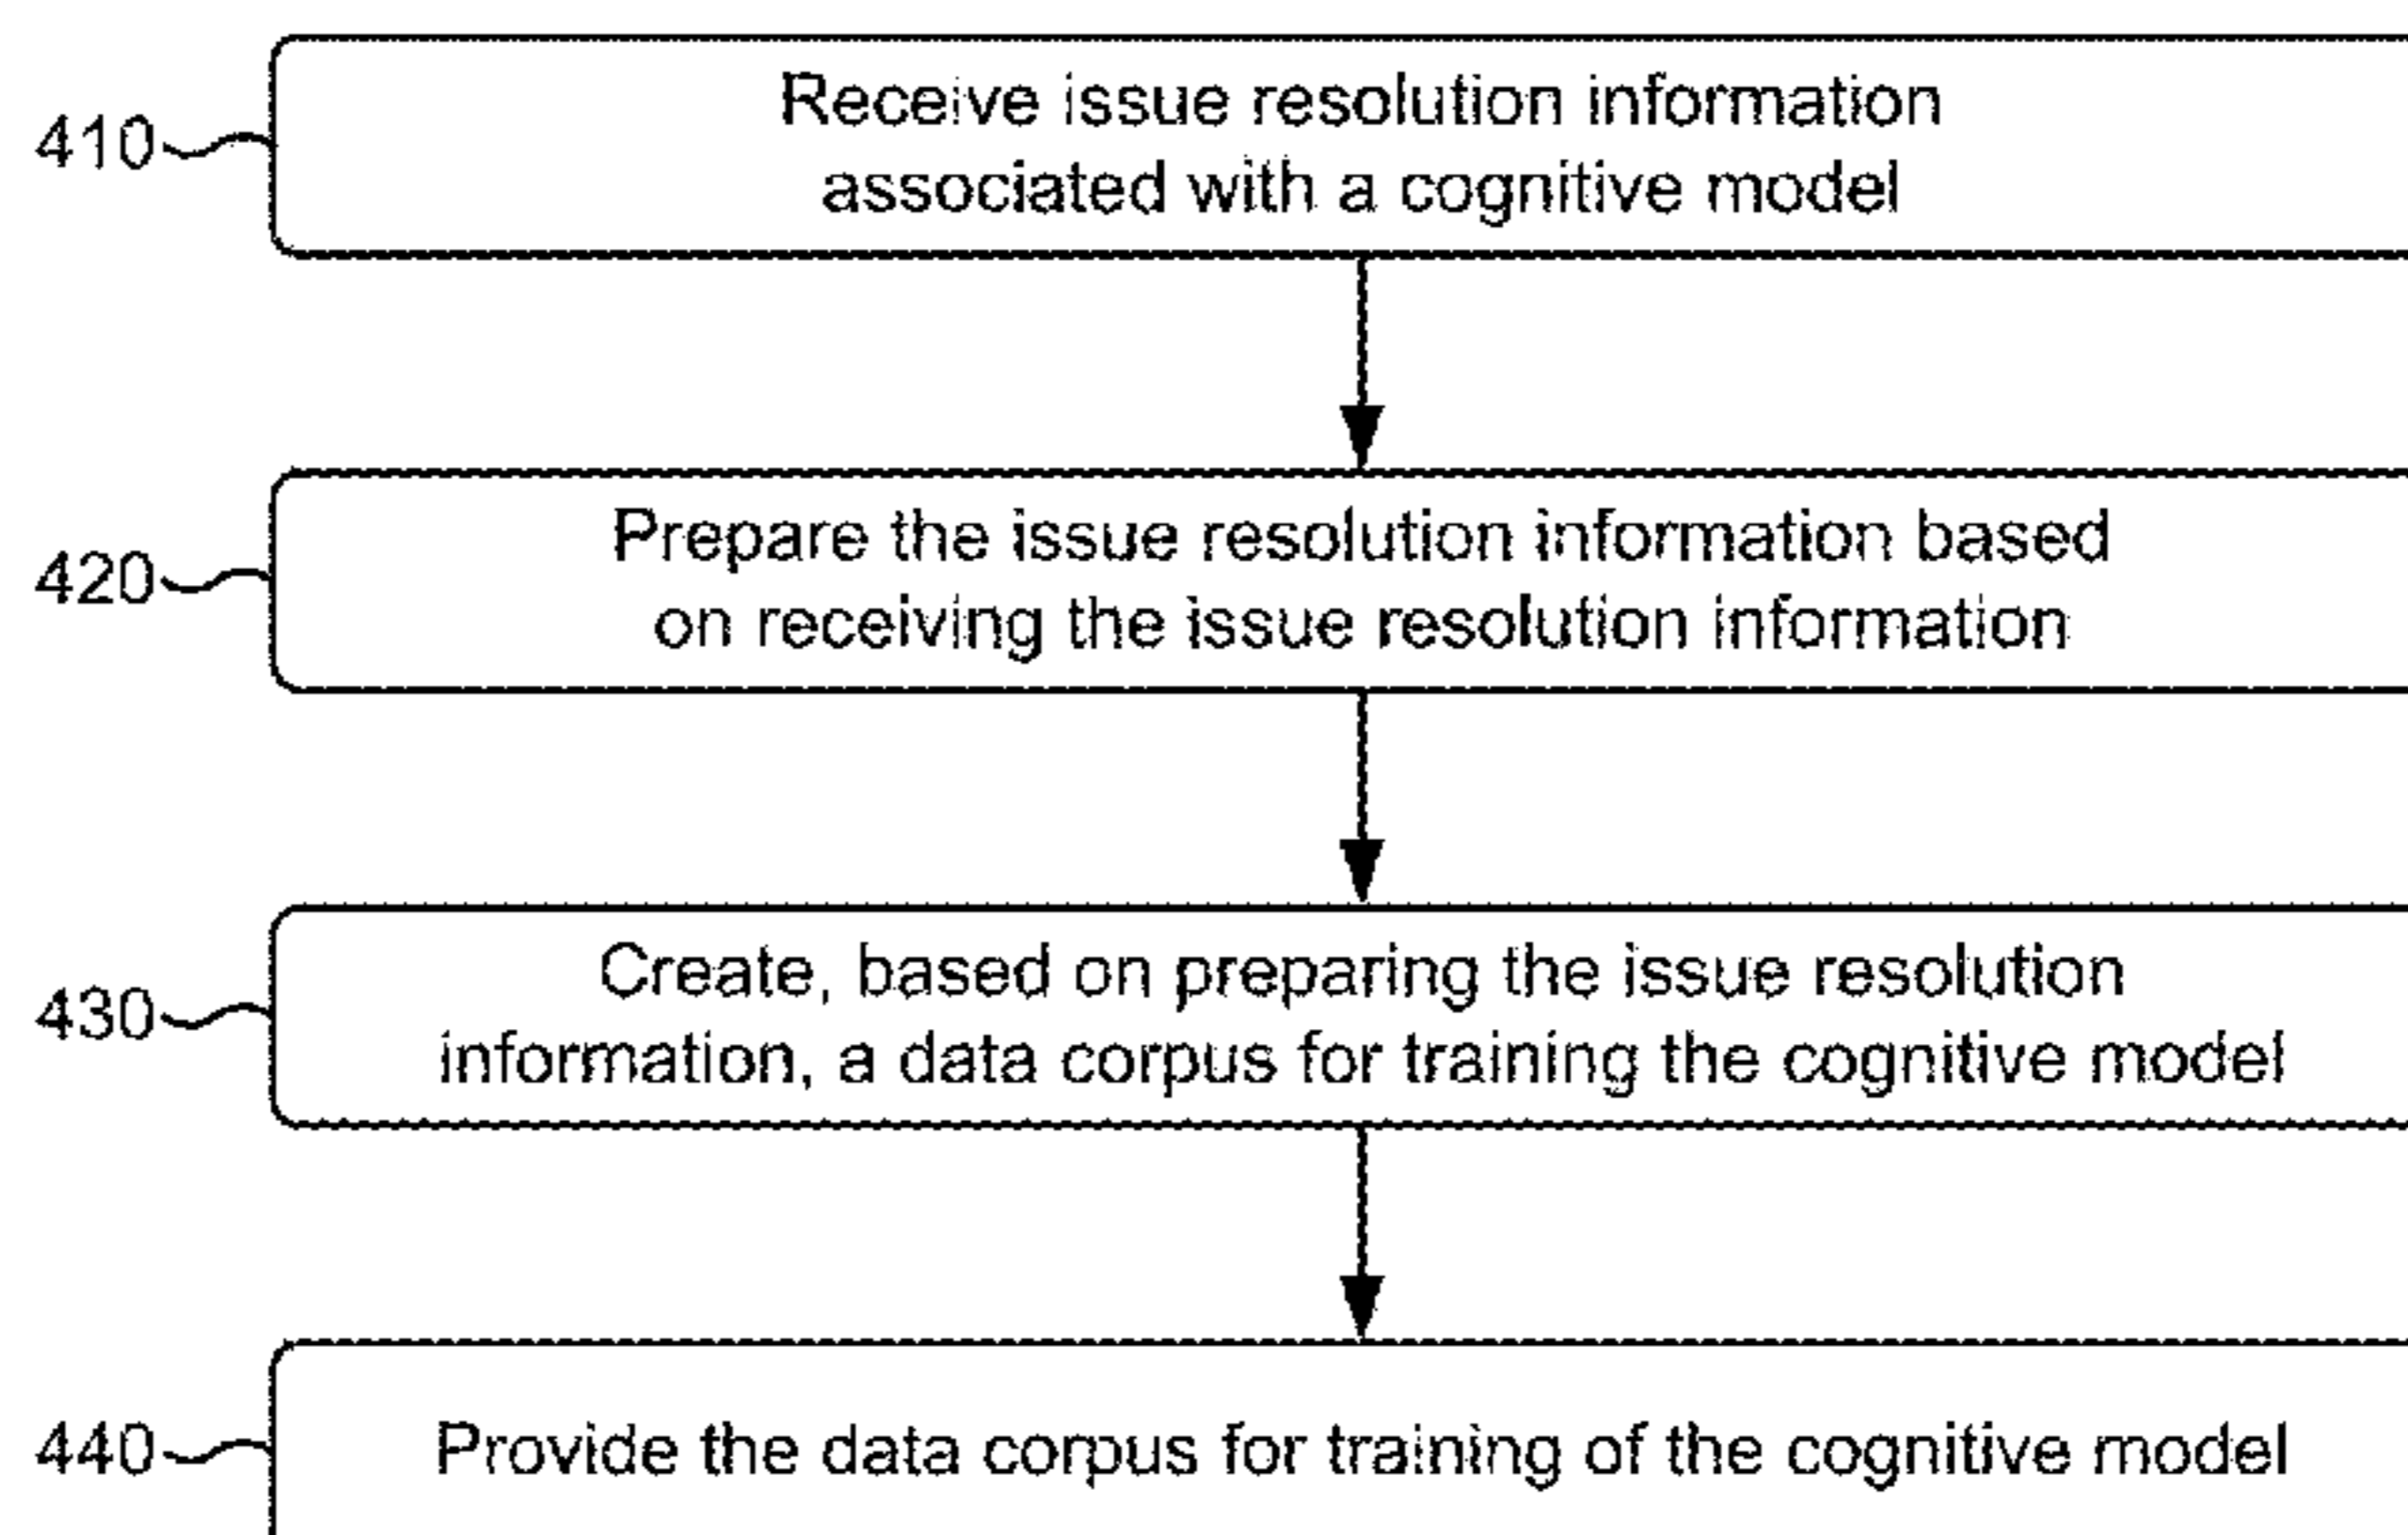 410
Receive issue resolution information
associated with a cognitive model
420
Prepare the issue resolution information based
on receiving the issue resolution information
430
Create, based on preparing the issue resolution
information, a data corpus for training the cognitive model
440
Provide the data corpus for training of the cognitive model